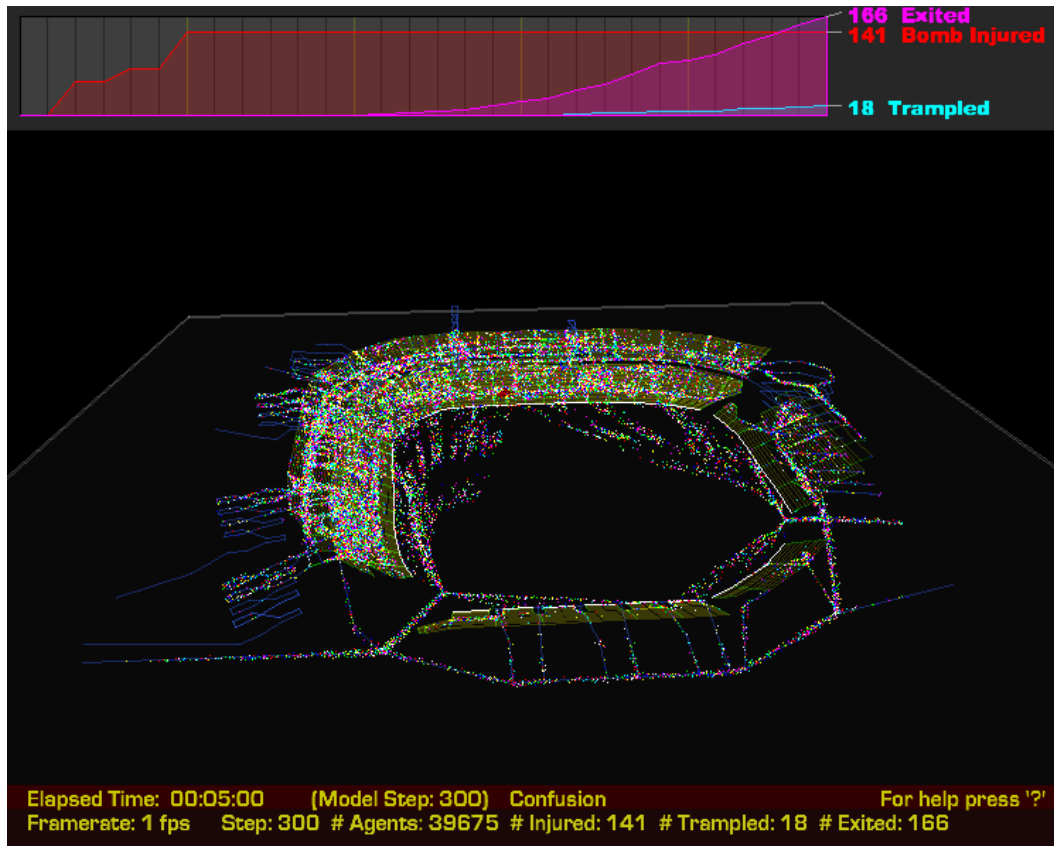 166 Exited
141 Bomb Injured
18 Trampled
Elapsed Time: 00:05:00 (Model Step: 300) Confusion For help press '?'
Framerate: 1 fps Step: 300 # Agents: 39675 # Injured: 141 # Trampled: 18 # Exited: 166